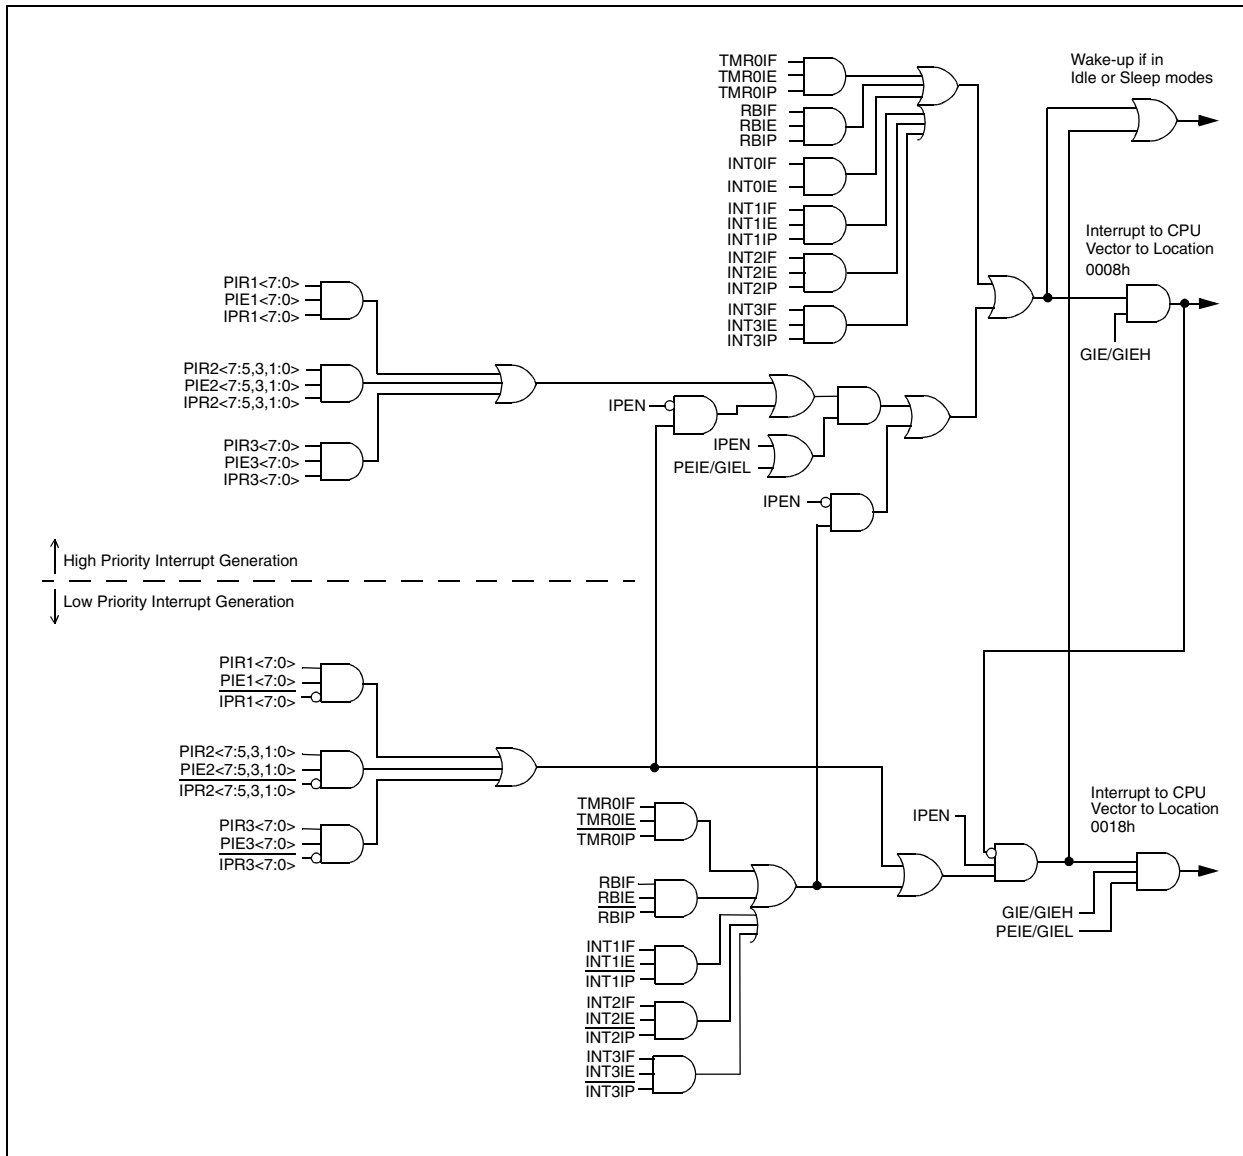 TMR0IF
TMR0IE
TMR0IP
RBIF
RBIE
RBIP
INT0IF
INT0IE
INT1IF
INT1IE
INT1IP
INT2IF
INT2IE
INT2IP
INT3IF
INT3IE
INT3IP
Wake-up if in
Idle or Sleep modes
Interrupt to CPU
Vector to Location
0008h
GIE/GIEH
PIR1<7:0>
PIE1<7:0>
IPR1<7:0>
PIR2<7:5,3,1:0>
PIE2<7:5,3,1:0>
IPR2<7:5,3,1:0>
PIR3<7:0>
PIE3<7:0>
IPR3<7:0>
IPEN
IPEN
PEIE/GIEL
IPEN
High Priority Interrupt Generation
Low Priority Interrupt Generation
PIR1<7:0>
PIE1<7:0>
IPR1<7:0>
PIR2<7:5,3,1:0>
PIE2<7:5,3,1:0>
IPR2<7:5,3,1:0>
PIR3<7:0>
PIE3<7:0>
IPR3<7:0>
TMR0IF
TMR0IE
TMR0IP
RBIF
RBIE
RBIP
INT1IF
INT1IE
INT1IP
INT2IF
INT2IE
INT2IP
INT3IF
INT3IE
INT3IP
IPEN
Interrupt to CPU
Vector to Location
0018h
GIE/GIEH
PEIE/GIEL